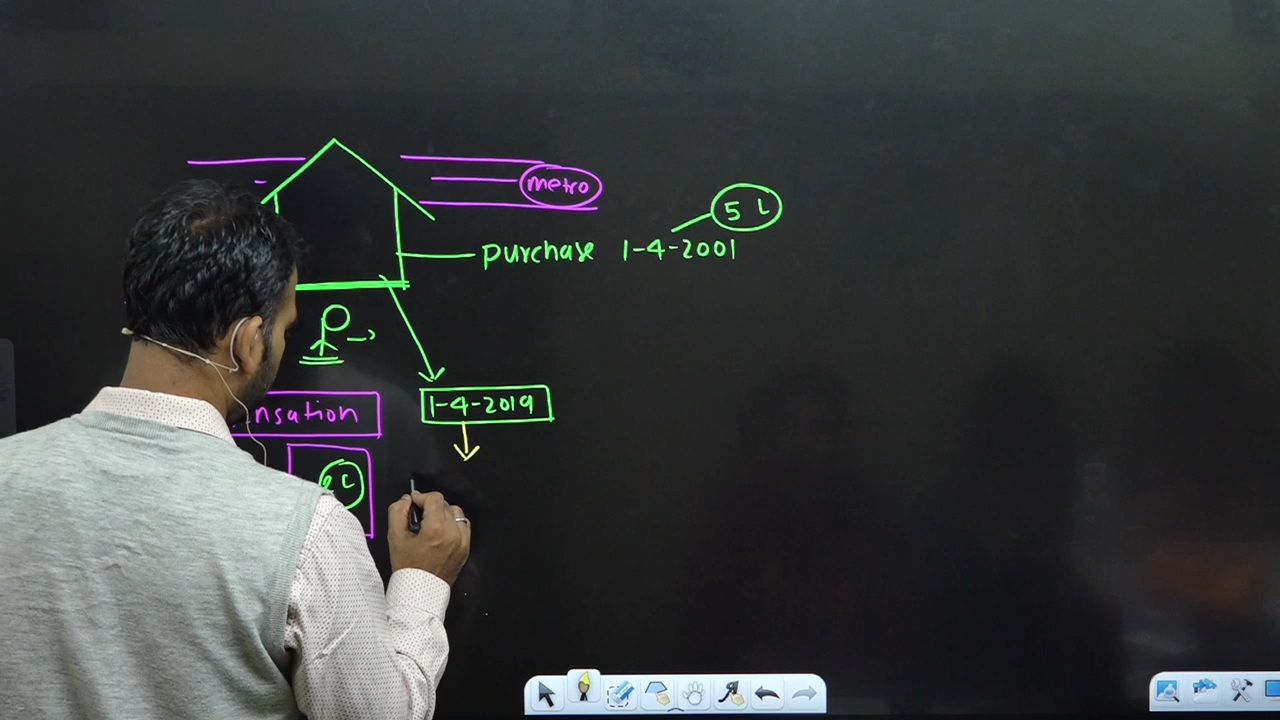 metro
5 L
purchase 1-4-2001
1-4-2019
nsation
L